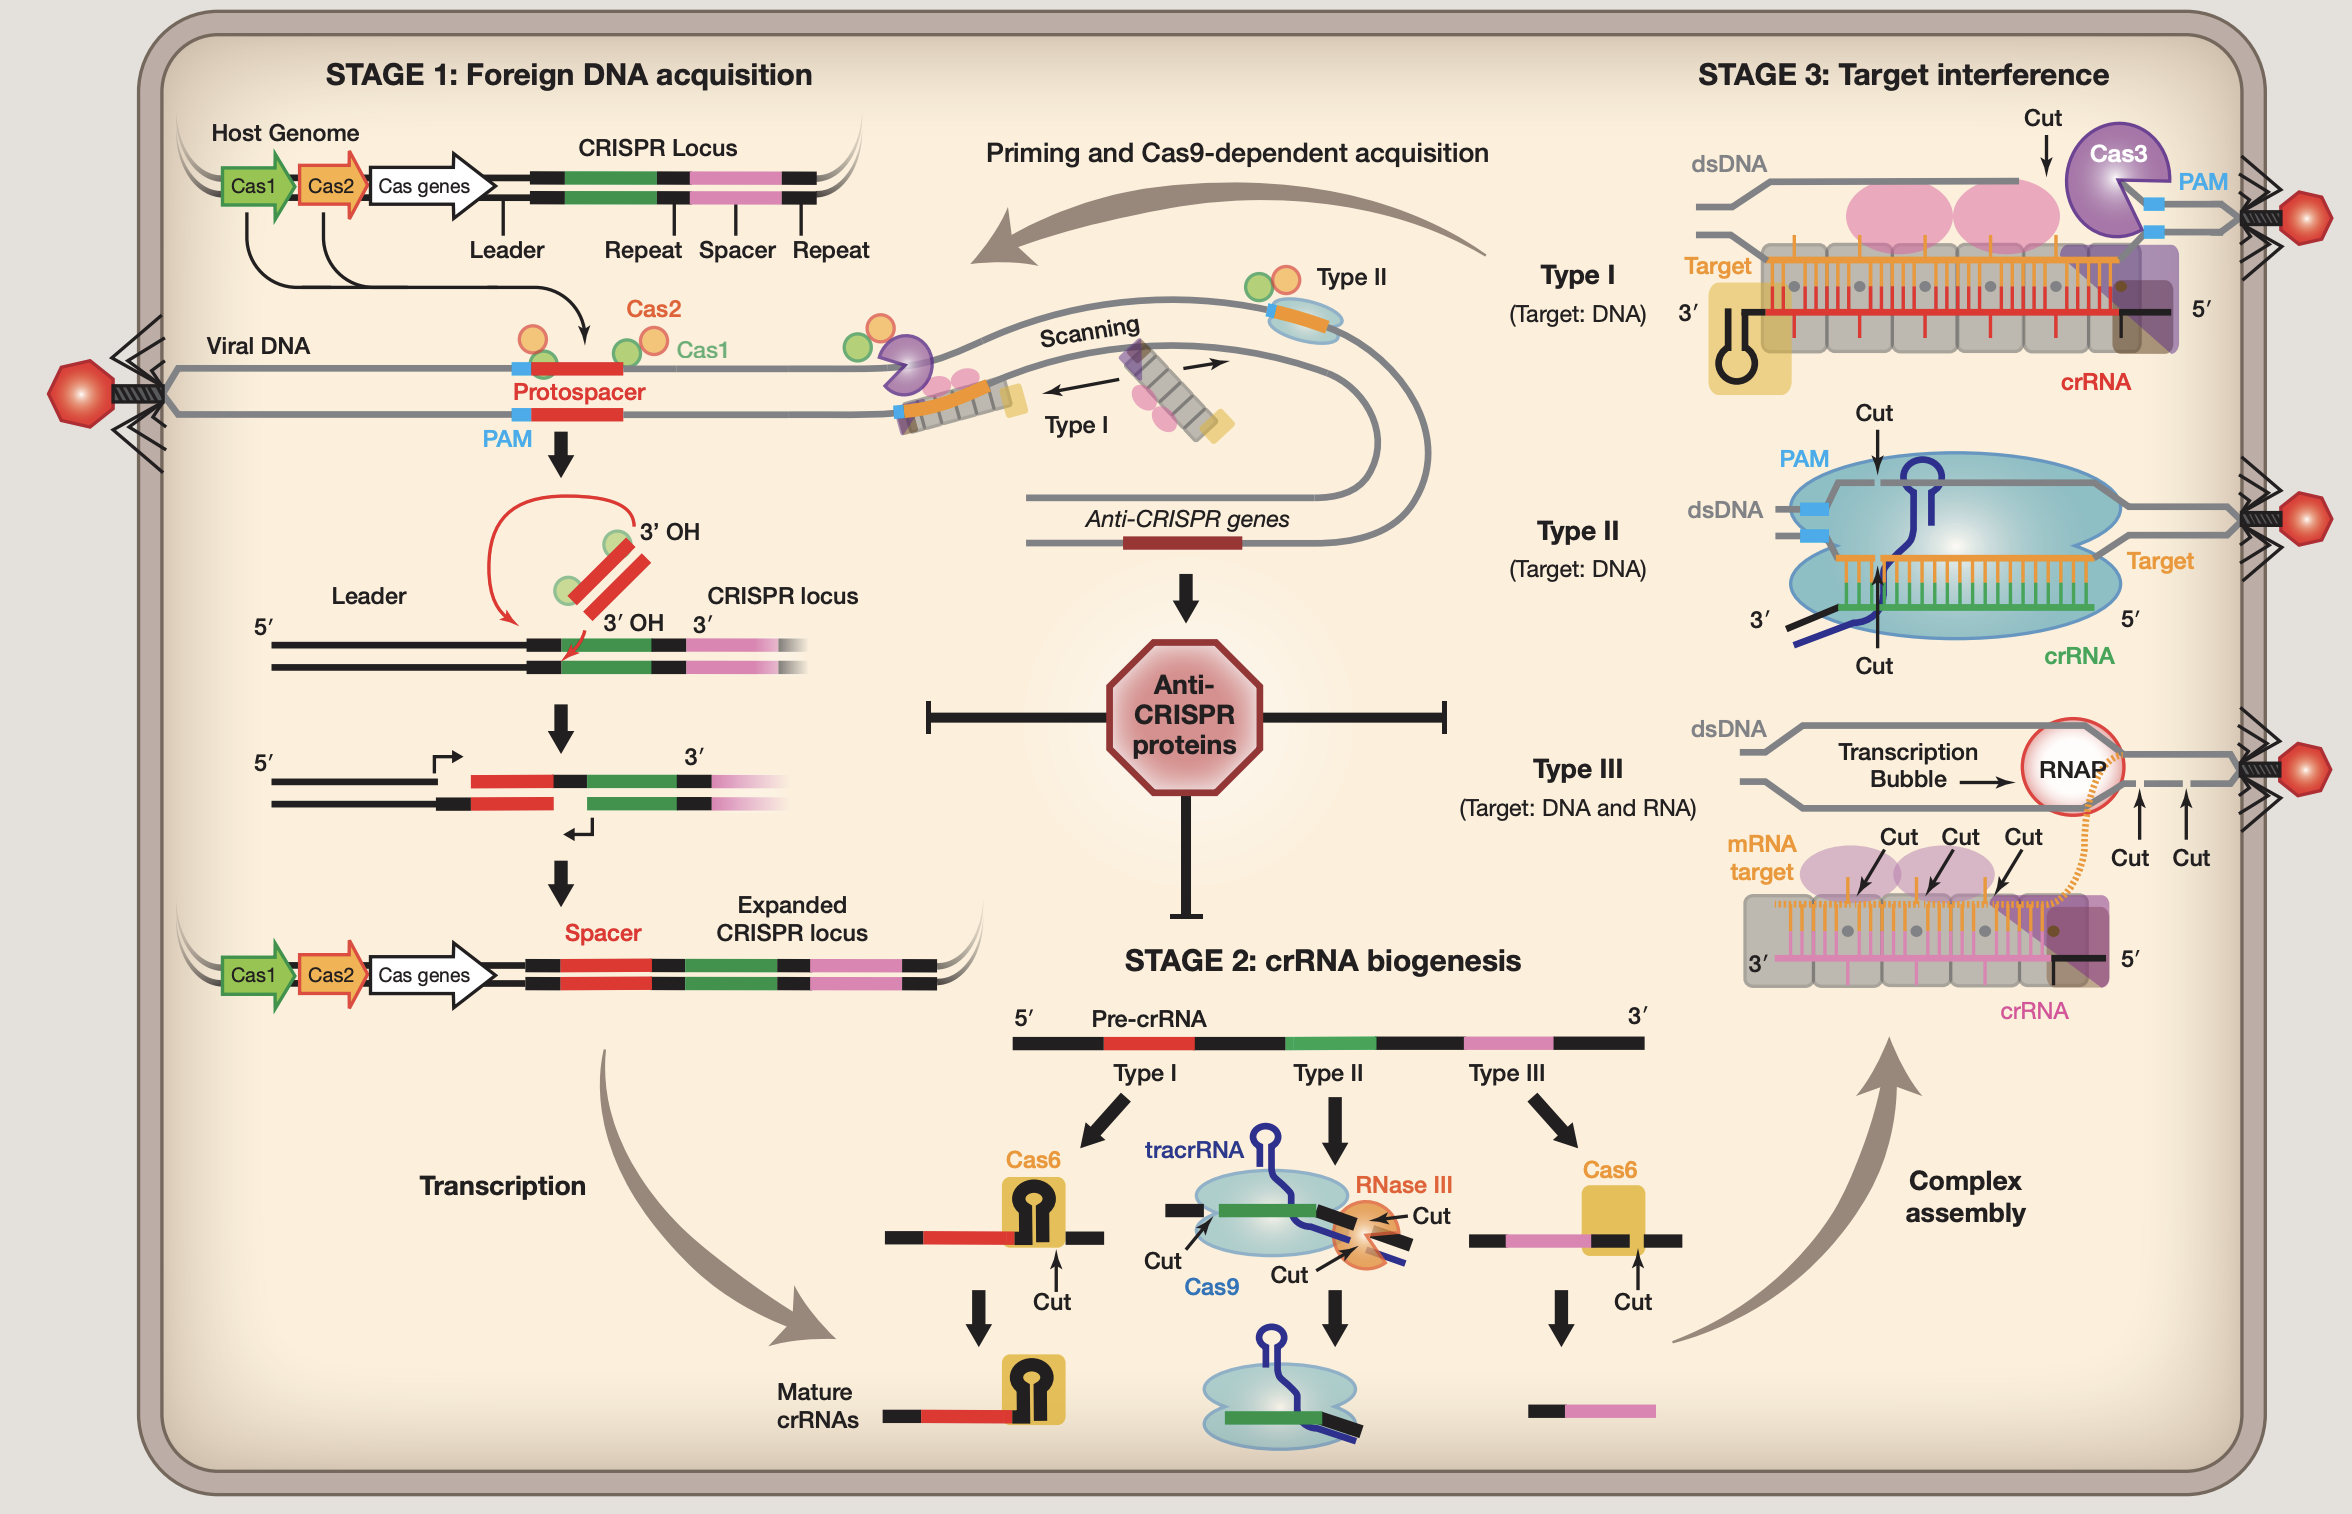 STAGE 1: Foreign DNA acquisition
Host Genome
CRISPR Locus
Cas1
Cas2
Cas genes
Leader
Repeat
Spacer
Repeat
Cas2
Cas1
Viral DNA
Protospacer
PAM
3′ OH
3′ OH
Leader
CRISPR locus
5′
3′
5′
3′
Spacer
Expanded
CRISPR locus
Cas1
Cas2
Cas genes
Priming and Cas9-dependent acquisition
Type II
Scanning
Type I
Anti-CRISPR genes
Anti-
CRISPR
proteins
Transcription
STAGE 2: crRNA biogenesis
5′
Pre-crRNA
3′
Type I
Type II
Type III
Cas6
Cut
tracrRNA
RNase III
Cut
Cut
Cut
Cas9
Cas6
Cut
Mature
crRNAs
Complex
assembly
STAGE 3: Target interference
Type I
(Target: DNA)
Cut
Cas3
dsDNA
PAM
Target
3′
5′
crRNA
Type II
(Target: DNA)
Cut
PAM
dsDNA
Target
3′
5′
Cut
crRNA
Type III
(Target: DNA and RNA)
dsDNA
Transcription
Bubble
RNAP
mRNA
target
Cut
Cut
Cut
Cut
Cut
3′
5′
crRNA